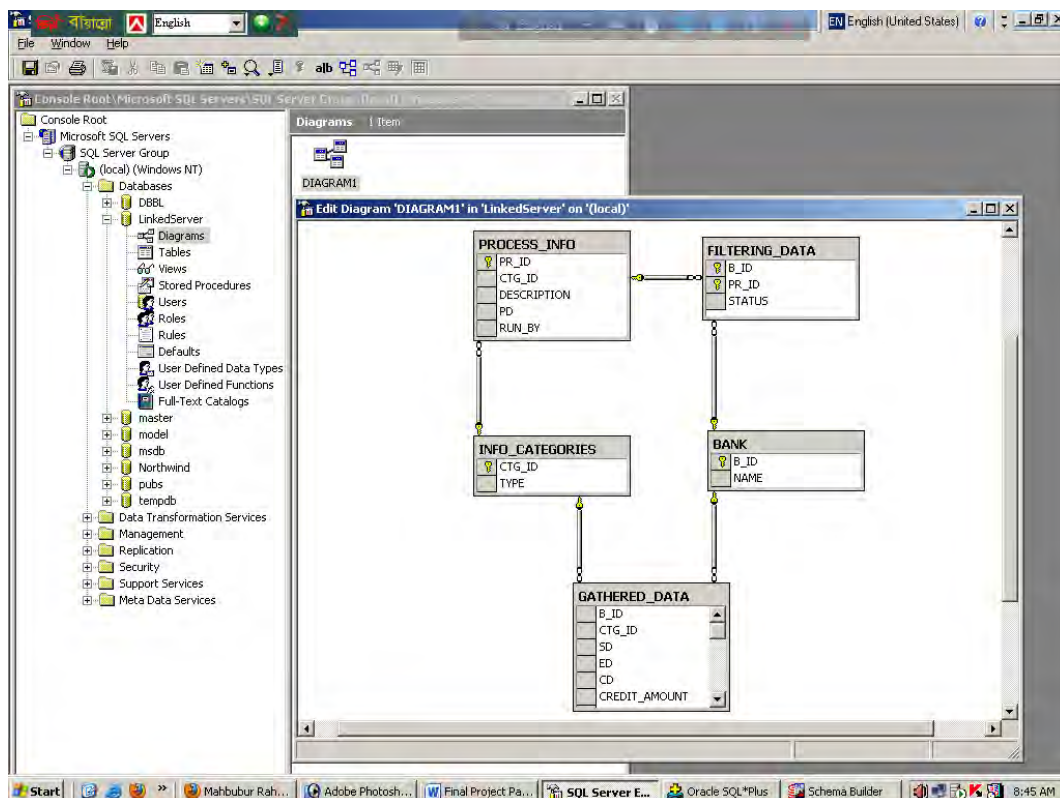 বাঁয়ান্নো English
EN English (United States)
File Window Help
alb
Console Root\Microsoft SQL Servers\SQL Server Group
Console Root
Microsoft SQL Servers
SQL Server Group
(local) (Windows NT)
Databases
DBBL
LinkedServer
Diagrams
Tables
Views
Stored Procedures
Users
Roles
Rules
Defaults
User Defined Data Types
User Defined Functions
Full-Text Catalogs
master
model
msdb
Northwind
pubs
tempdb
Data Transformation Services
Management
Replication
Security
Support Services
Meta Data Services
Diagrams 1 Item
DIAGRAM1
Edit Diagram 'DIAGRAM1' in 'LinkedServer' on '(local)'
PROCESS_INFO
PR_ID
CTG_ID
DESCRIPTION
PD
RUN_BY
FILTERING_DATA
B_ID
PR_ID
STATUS
INFO_CATEGORIES
CTG_ID
TYPE
BANK
B_ID
NAME
GATHERED_DATA
B_ID
CTG_ID
SD
ED
CD
CREDIT_AMOUNT
Start » Mahbubur Rah... Adobe Photosh... Final Project Pa... SQL Server E... Oracle SQL*Plus Schema Builder 8:45 AM